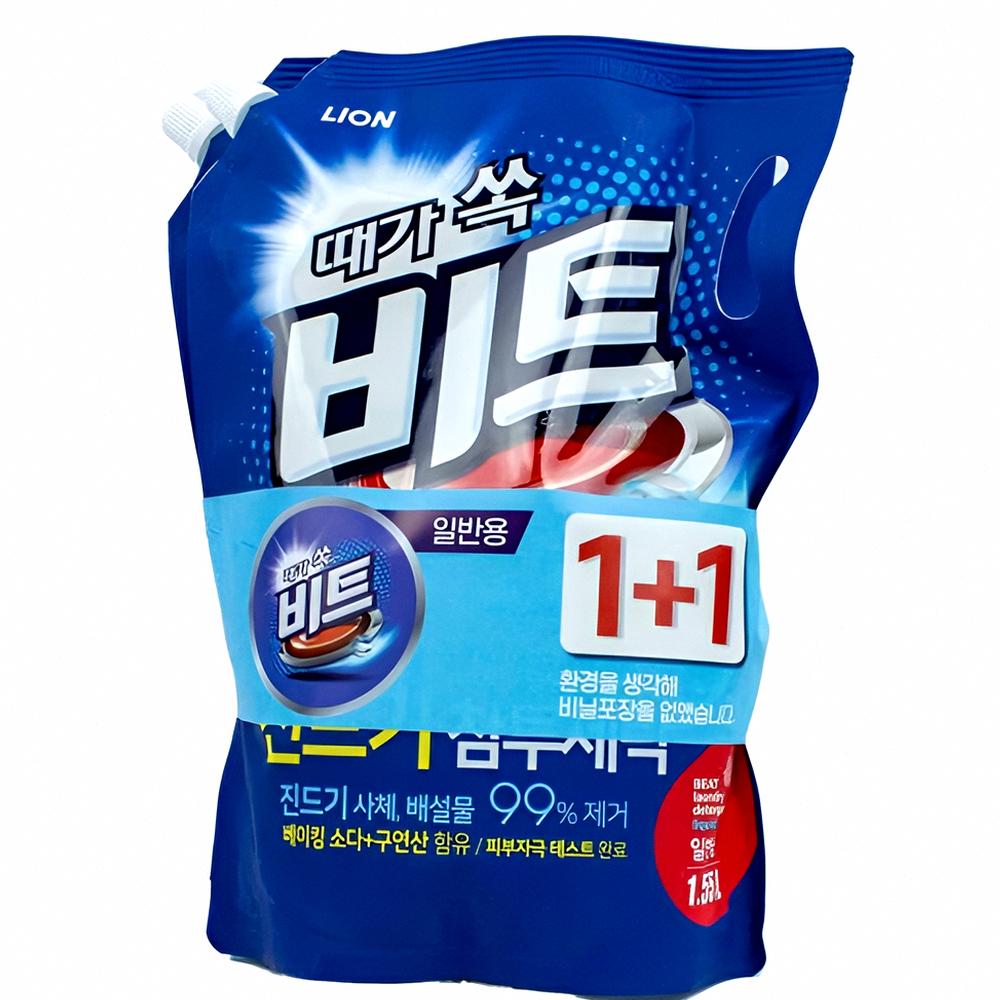 LION
때가 쏙
비트
일반용
때가 쏙
비트
1+1
환경을 생각해
비닐포장을 없앴습니다.
진드기 사체, 배설물 99% 제거
베이킹 소다+구연산 함유 / 피부자극 테스트 완료
BEAT
laundry
detergent
1.55L